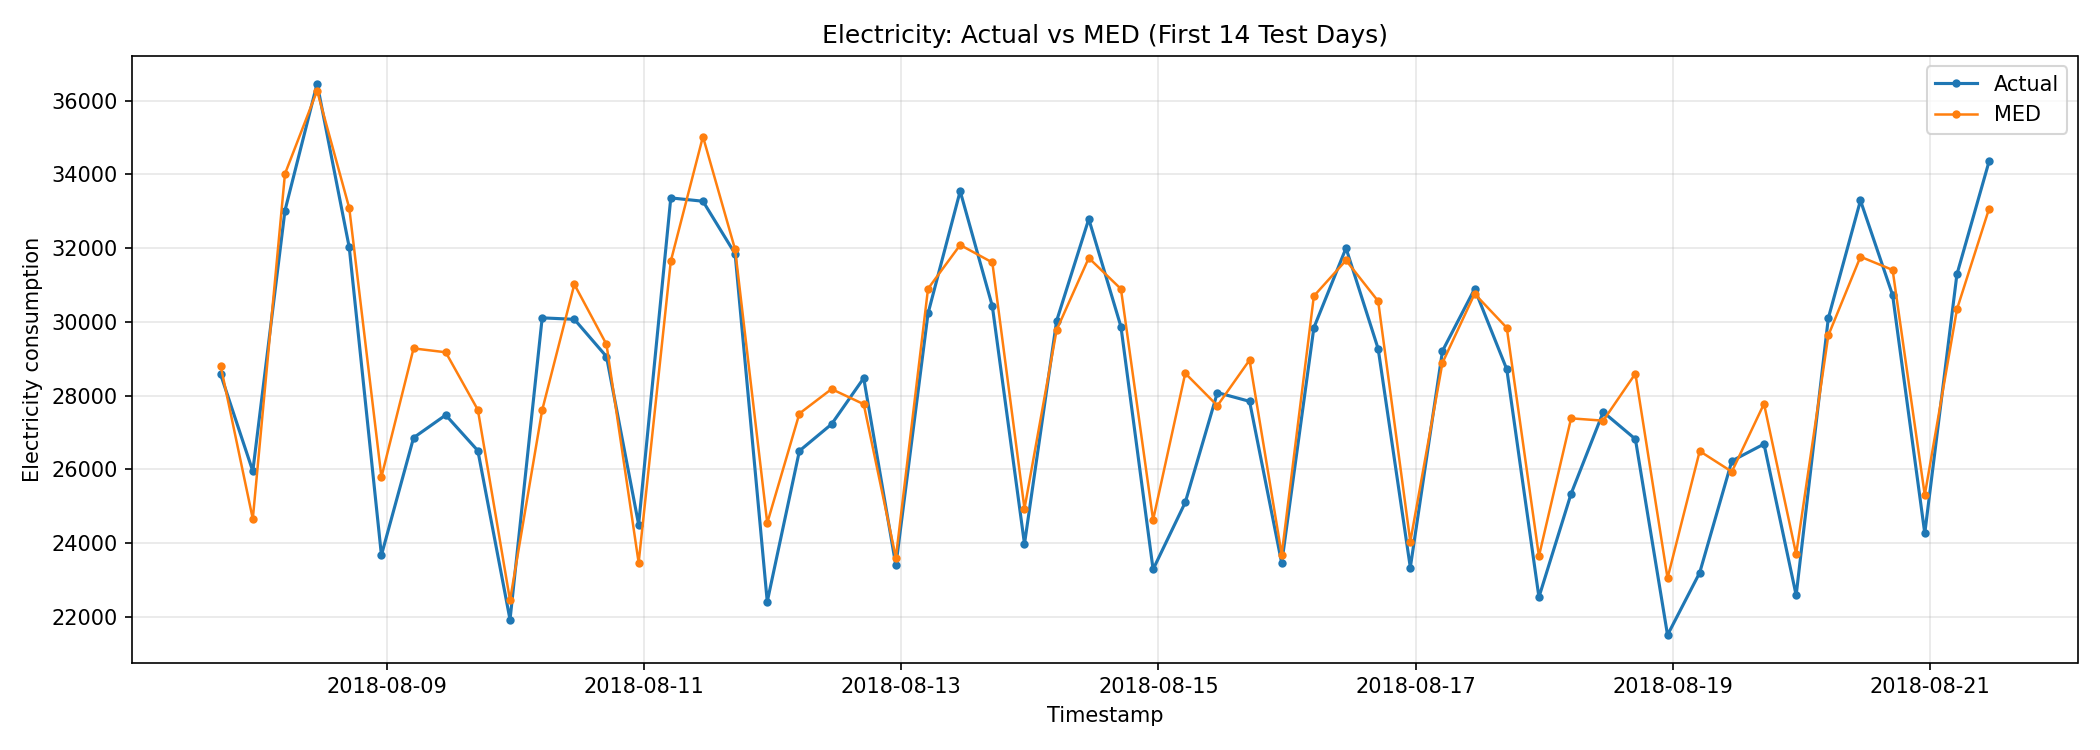 Electricity: Actual vs MED (First 14 Test Days)
Actual
MED
Electricity consumption
36000
34000
32000
30000
28000
26000
24000
22000
2018-08-09 2018-08-11 2018-08-13 2018-08-15 2018-08-17 2018-08-19 2018-08-21
Timestamp